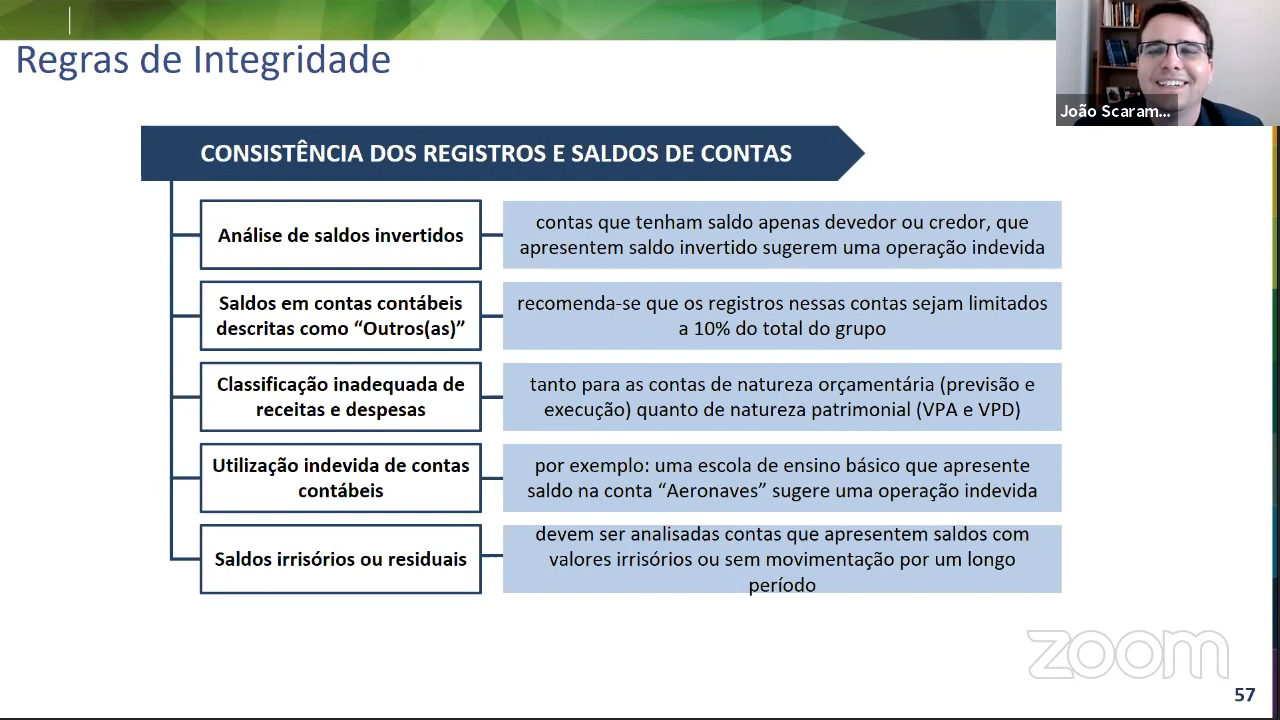 Regras de Integridade
João Scaram...
CONSISTÊNCIA DOS REGISTROS E SALDOS DE CONTAS
Análise de saldos invertidos
contas que tenham saldo apenas devedor ou credor, que
apresentem saldo invertido sugerem uma operação indevida
Saldos em contas contábeis
descritas como “Outros(as)”
recomenda-se que os registros nessas contas sejam limitados
a 10% do total do grupo
Classificação inadequada de
receitas e despesas
tanto para as contas de natureza orçamentária (previsão e
execução) quanto de natureza patrimonial (VPA e VPD)
Utilização indevida de contas
contábeis
por exemplo: uma escola de ensino básico que apresente
saldo na conta “Aeronaves” sugere uma operação indevida
Saldos irrisórios ou residuais
devem ser analisadas contas que apresentem saldos com
valores irrisórios ou sem movimentação por um longo
período
zoom
57